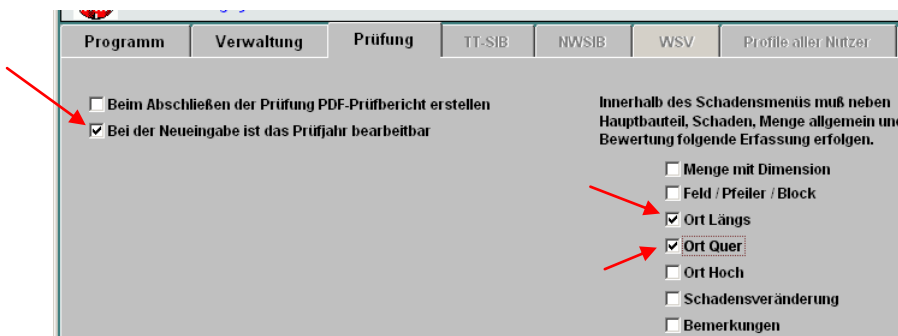 Programm
Verwaltung
Prüfung
TT-SIB
NWSIB
WSV
Profile aller Nutzer
Beim Abschließen der Prüfung PDF-Prüfbericht erstellen
Bei der Neueingabe ist das Prüfjahr bearbeitbar
Innerhalb des Schadensmenüs muß neben
Hauptbauteil, Schaden, Menge allgemein un
Bewertung folgende Erfassung erfolgen.
Menge mit Dimension
Feld / Pfeiler / Block
Ort Längs
Ort Quer
Ort Hoch
Schadensveränderung
Bemerkungen